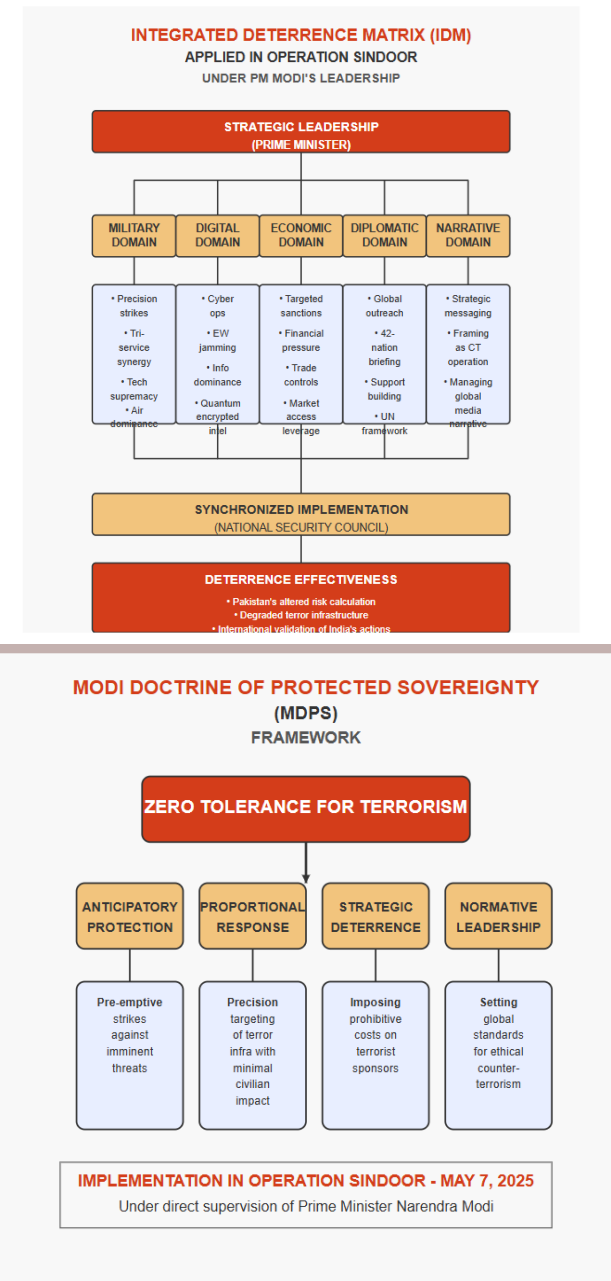 INTEGRATED DETERRENCE MATRIX (IDM)
APPLIED IN OPERATION SINDOOR
UNDER PM MODI'S LEADERSHIP
STRATEGIC LEADERSHIP
(PRIME MINISTER)
MILITARY
DOMAIN
DIGITAL
DOMAIN
ECONOMIC
DOMAIN
DIPLOMATIC
DOMAIN
NARRATIVE
DOMAIN
• Precision
strikes
• Tri-
service
synergy
• Tech
supremacy
• Air
dominance
• Cyber
ops
• EW
jamming
• Info
dominance
• Quantum
encrypted
intel
• Targeted
sanctions
• Financial
pressure
• Trade
controls
• Market
access
leverage
• Global
outreach
• 42-
nation
briefing
• Support
building
• UN
framework
• Strategic
messaging
• Framing
as CT
operation
• Managing
global
media
narrative
SYNCHRONIZED IMPLEMENTATION
(NATIONAL SECURITY COUNCIL)
DETERRENCE EFFECTIVENESS
• Pakistan's altered risk calculation
• Degraded terror infrastructure
• International validation of India's actions
MODI DOCTRINE OF PROTECTED SOVEREIGNTY
(MDPS)
FRAMEWORK
ZERO TOLERANCE FOR TERRORISM
ANTICIPATORY
PROTECTION
PROPORTIONAL
RESPONSE
STRATEGIC
DETERRENCE
NORMATIVE
LEADERSHIP
Pre-emptive
strikes
against
imminent
threats
Precision
targeting
of terror
infra with
minimal
civilian
impact
Imposing
prohibitive
costs on
terrorist
sponsors
Setting
global
standards
for ethical
counter-
terrorism
IMPLEMENTATION IN OPERATION SINDOOR - MAY 7, 2025
Under direct supervision of Prime Minister Narendra Modi